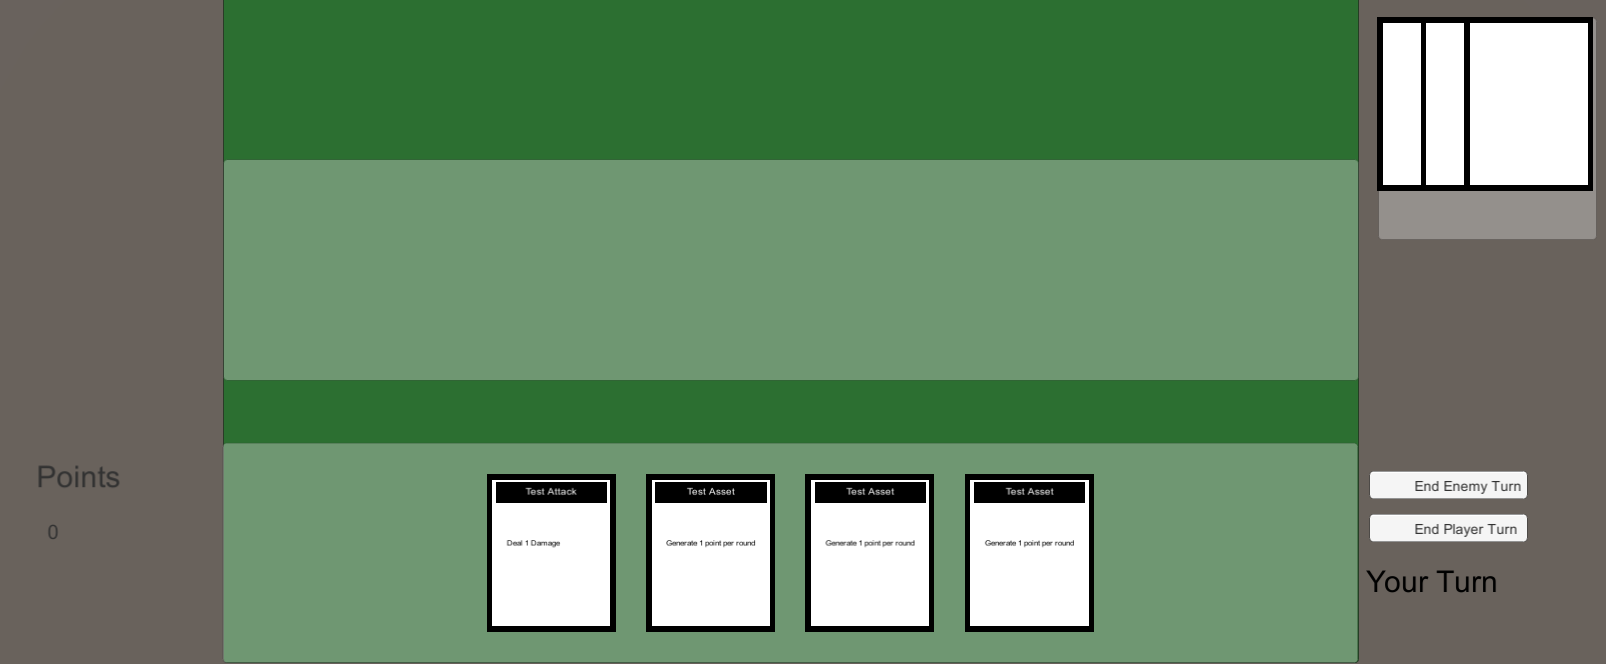 Points
0
Test Attack
Deal 1 Damage
Test Asset
Generate 1 point per round
Test Asset
Generate 1 point per round
Test Asset
Generate 1 point per round
End Enemy Turn
End Player Turn
Your Turn